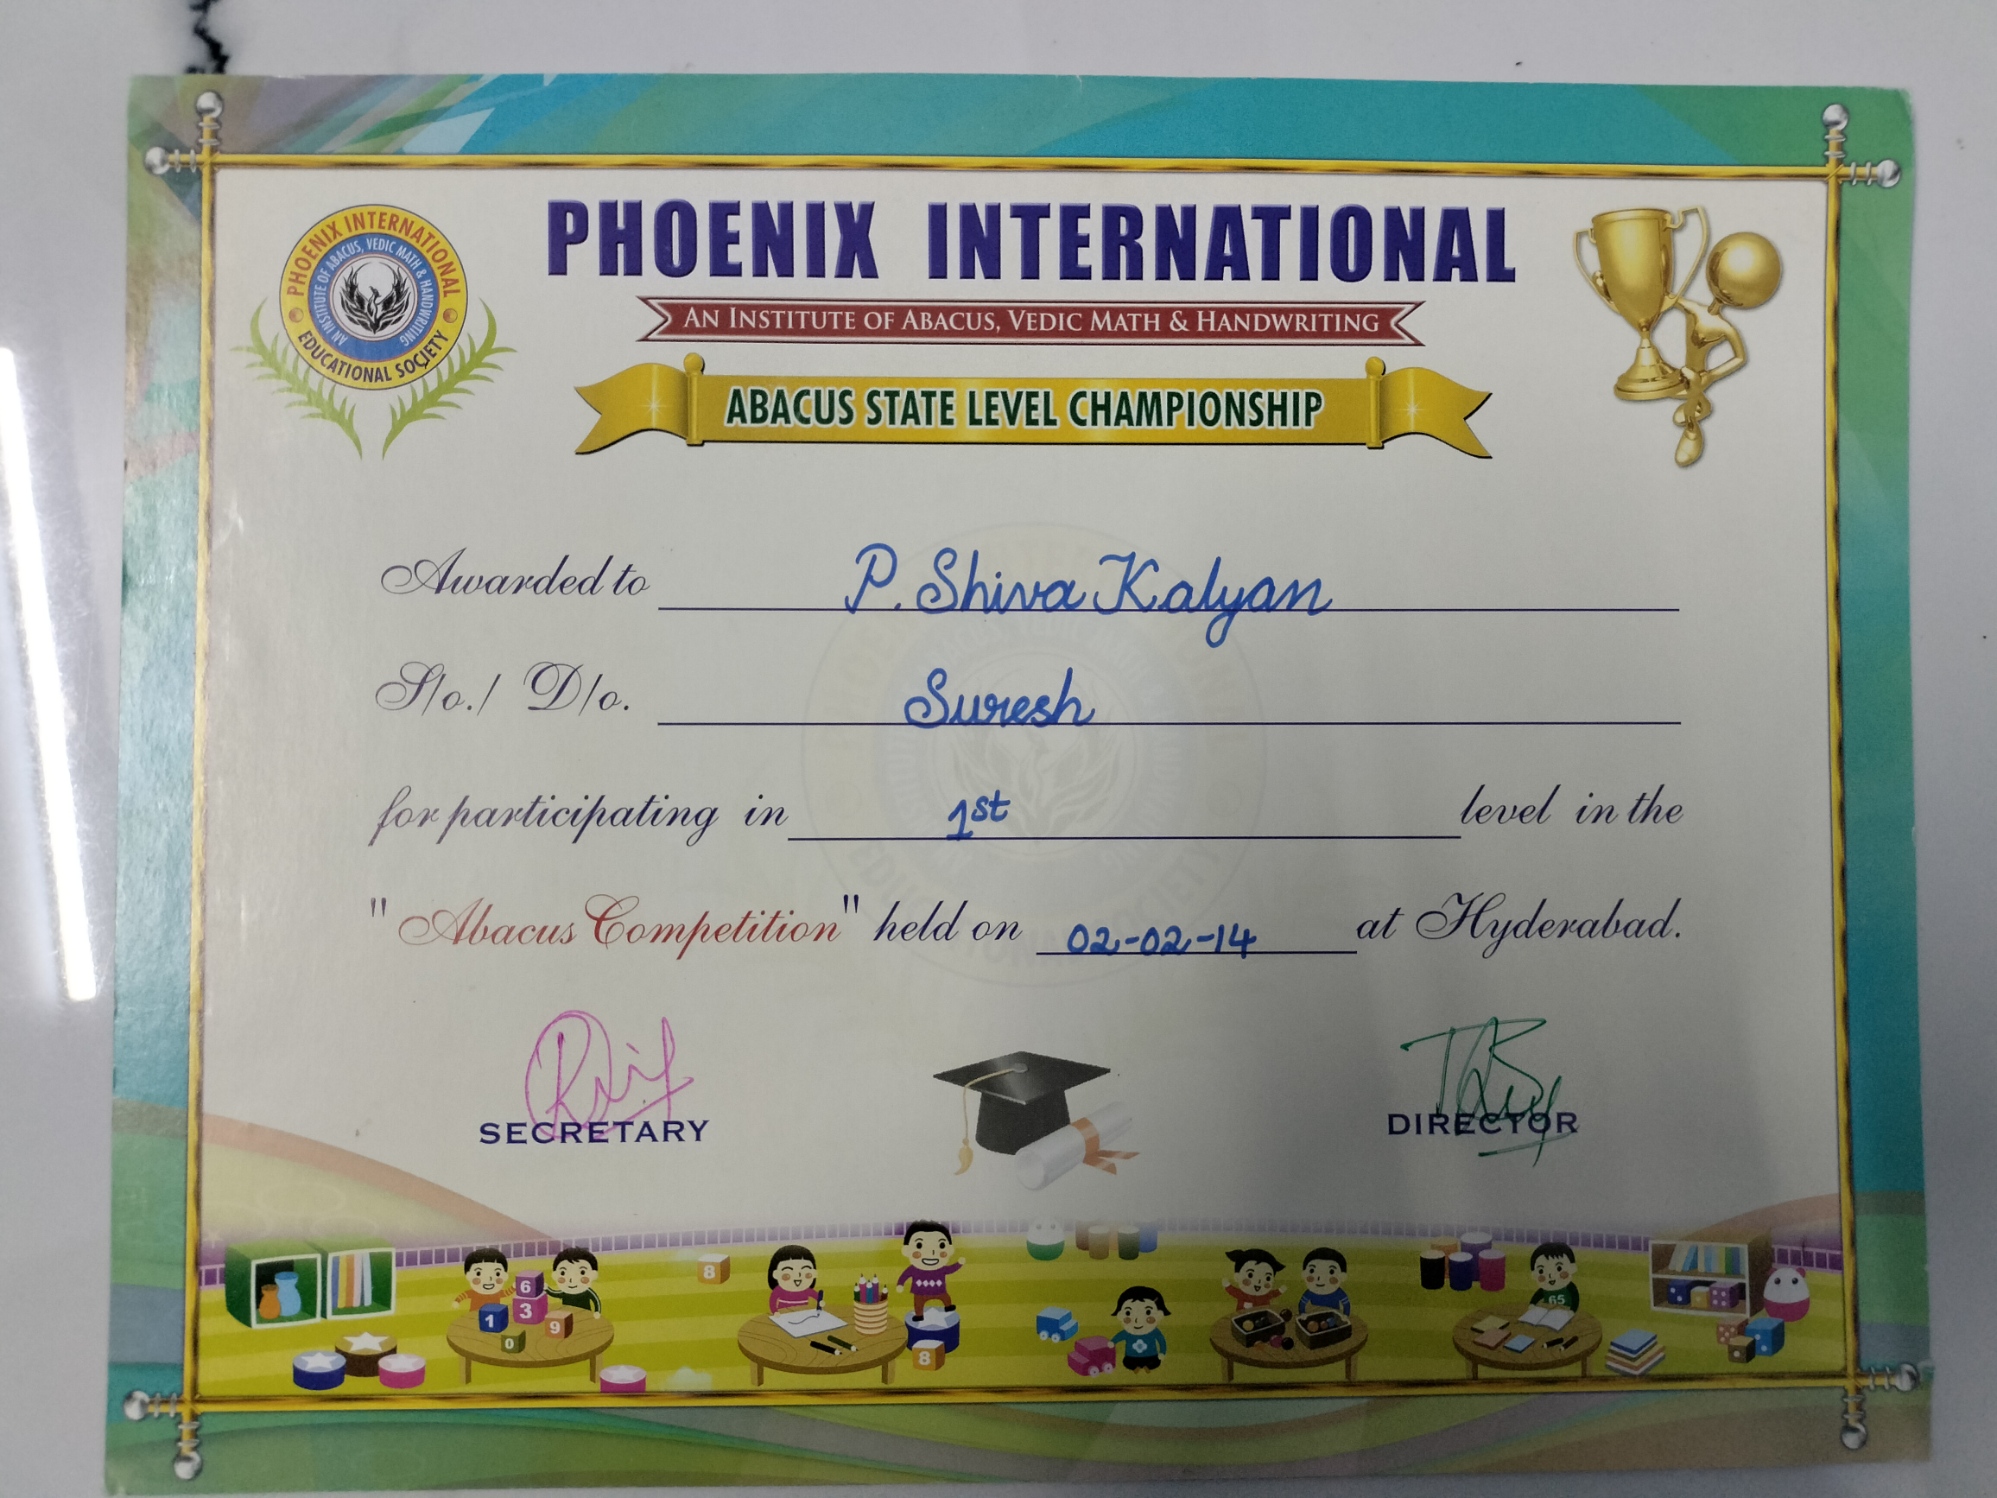 PHOENIX INTERNATIONAL
EDUCATIONAL SOCIETY
AN INSTITUTE OF ABACUS, VEDIC MATH & HANDWRITING
PHOENIX INTERNATIONAL
AN INSTITUTE OF ABACUS, VEDIC MATH & HANDWRITING
ABACUS STATE LEVEL CHAMPIONSHIP
Awarded to P. Shiva Kalyan
S/o./ D/o. Suresh
for participating in 1st level in the
"Abacus Competition" held on 02-02-14 at Hyderabad.
SECRETARY
DIRECTOR
8
6
3
1
9
0
8
65